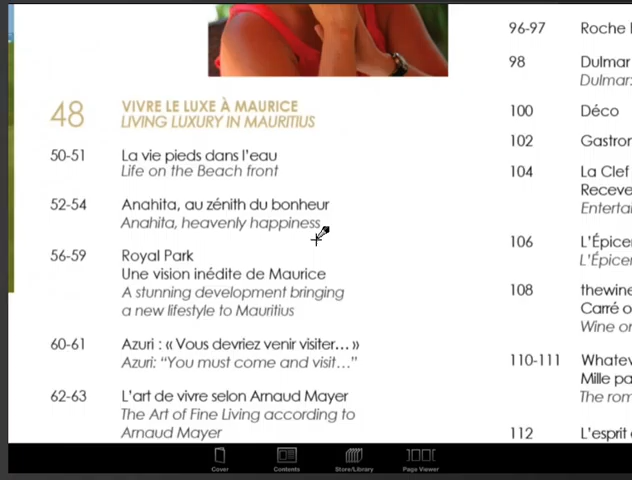 48
VIVRE LE LUXE À MAURICE
LIVING LUXURY IN MAURITIUS
50-51 La vie pieds dans l'eau
Life on the Beach front
52-54 Anahita, au zénith du bonheur
Anahita, heavenly happiness
56-59 Royal Park
Une vision inédite de Maurice
A stunning development bringing
a new lifestyle to Mauritius
60-61 Azuri : « Vous devriez venir visiter... »
Azuri: “You must come and visit...”
62-63 L'art de vivre selon Arnaud Mayer
The Art of Fine Living according to
Arnaud Mayer
96-97 Roche
98 Dulmar
Dulmar
100 Déco
102 Gastror
104 La Clef
Receve
Enterta
106 L'Épicer
L'Épicer
108 thewine
Carré o
Wine or
110-111 Whatev
Mille pa
The rom
112 L'esprit
Cover
Contents
Store/Library
Page Viewer